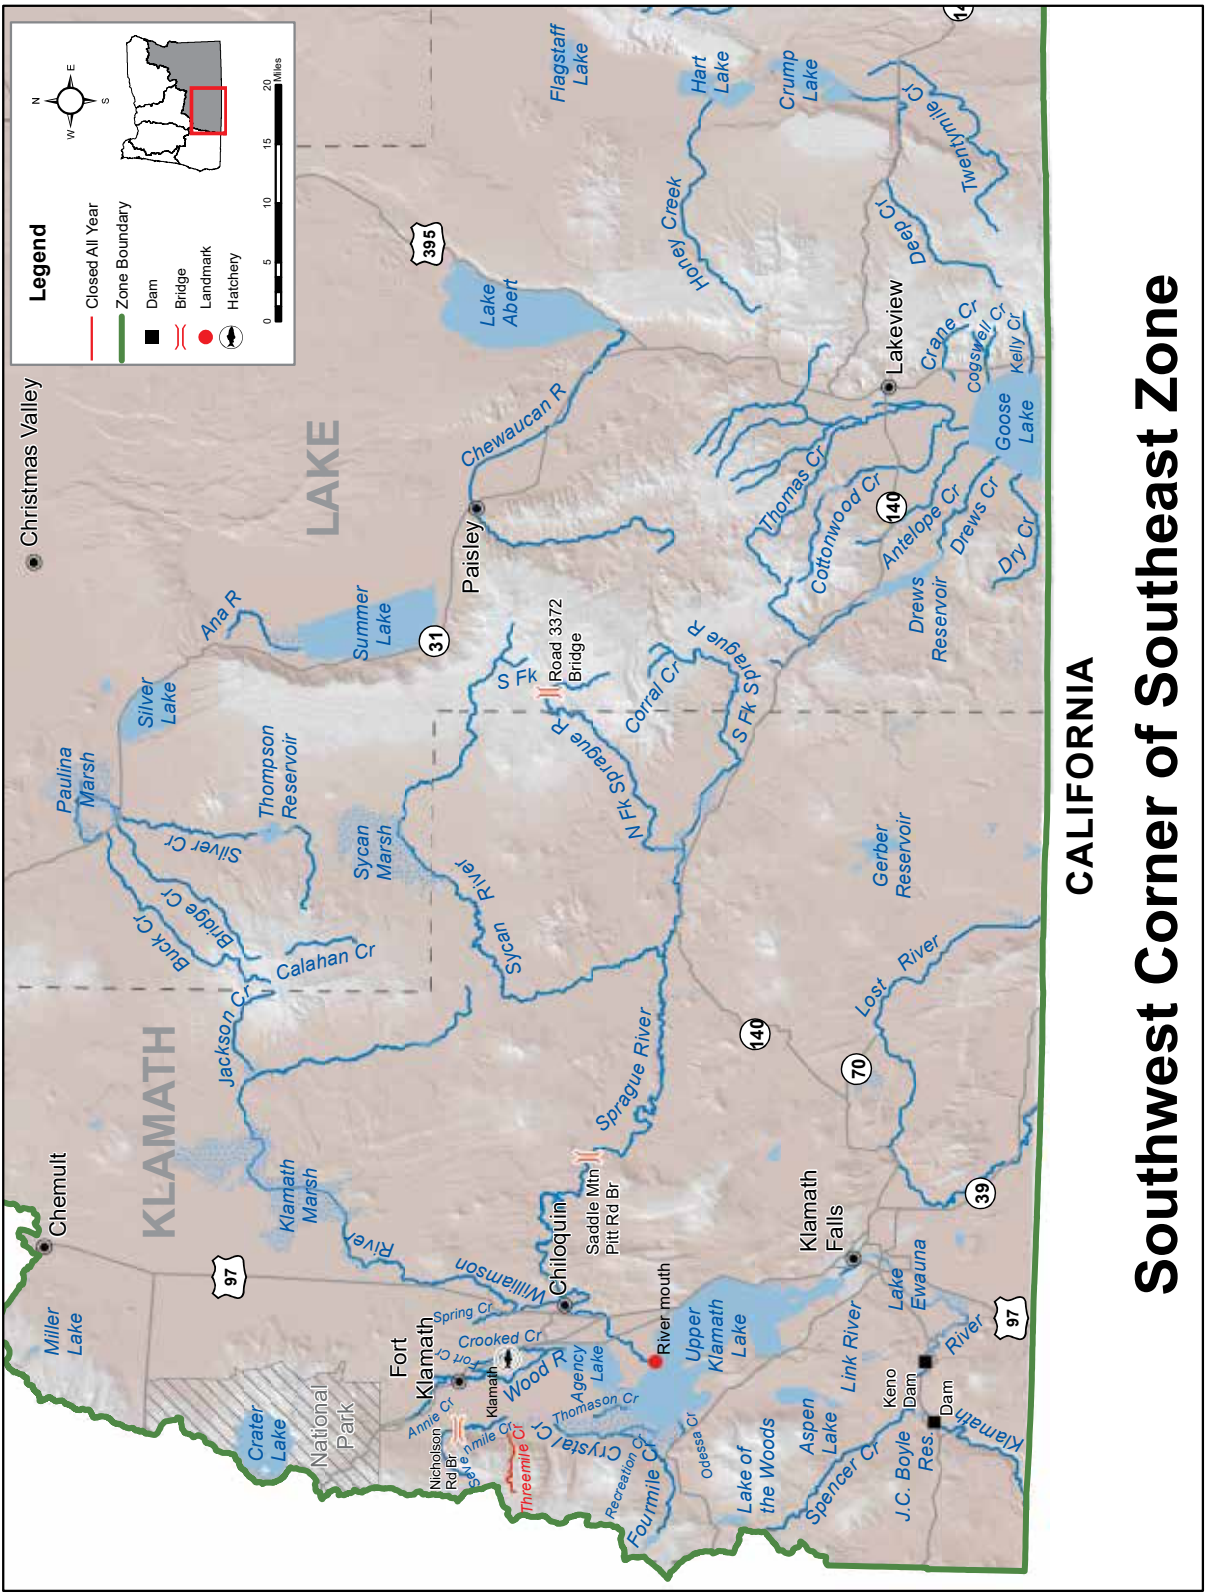 Southwest Corner of Southeast Zone
CALIFORNIA
Legend
Closed All Year
Zone Boundary
Dam
Bridge
Landmark
Hatchery
N
W
E
S
0
5
10
15
20
Miles
KLAMATH
LAKE
Chemult
Christmas Valley
Miller
Lake
97
Crater
Lake
National
Park
Klamath
Marsh
Jackson Cr
Buck Cr
Bridge Cr
Silver Cr
Calahan Cr
Paulina
Marsh
Silver
Lake
Thompson
Reservoir
Ana R
Summer
Lake
31
Sycan
Marsh
Sycan
River
Paisley
Chewaucan R
Lake
Abert
395
Flagstaff
Lake
Hart
Lake
Crump
Lake
14
Honey Creek
Twentymile Cr
Deep Cr
Lakeview
Crane Cr
Cogswell Cr
Kelly Cr
Goose
Lake
Thomas Cr
Cottonwood Cr
140
Antelope Cr
Drews Cr
Dry Cr
Drews
Reservoir
S Fk
Road 3372
Bridge
N Fk Sprague R
Corral Cr
S Fk Sprague R
Gerber
Reservoir
Sprague River
140
70
Lost
River
39
Saddle Mtn
Pitt Rd Br
Chiloquin
Williamson
River
Spring Cr
Crooked Cr
Fort Cr
Fort
Klamath
Klamath
Wood R
Annie Cr
Nicholson
Rd Br
Sevenmile Cr
Threemile Cr
Agency
Lake
Thomason Cr
Crystal Cr
Recreation Cr
Fourmile Cr
Odessa Cr
River mouth
Upper
Klamath
Lake
Klamath
Falls
Link River
Lake
Ewauna
Lake of
the Woods
Aspen
Lake
Spencer Cr
Keno
Dam
J.C. Boyle
Res.
Dam
Klamath
River
97